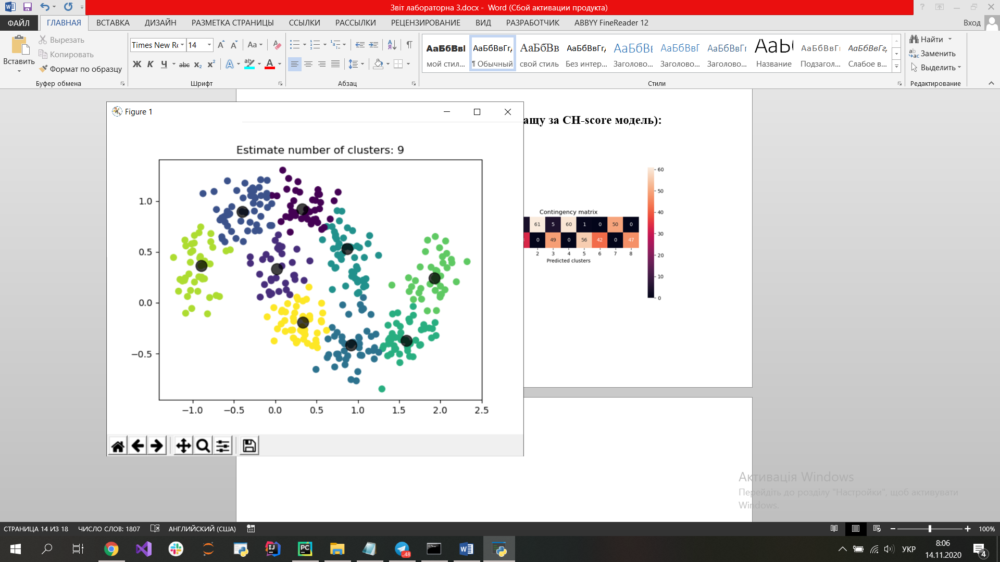 Звіт лабораторна 3.docx - Word (Сбой активации продукта)
ФАЙЛ ГЛАВНАЯ ВСТАВКА ДИЗАЙН РАЗМЕТКА СТРАНИЦЫ ССЫЛКИ РАССЫЛКИ РЕЦЕНЗИРОВАНИЕ ВИД РАЗРАБОТЧИК ABBYY FineReader 12 Вход
Вставить
Вырезать
Копировать
Формат по образцу
Буфер обмена
Times New Rc 14
Ж К Ч abc x₂ x²
Шрифт
Абзац
АаБбВвІ АаБбВвГг, АаБбВв АаБбВвГг, АаБбВ АаБбВвГ АаБбВвГг АаЬ АаБбВвГг АаБбВвГг,
мой стил... ¶ Обычный свой стиль Без интер... Заголово... Заголово... Заголово... Название Подзагол... Слабое в...
Стили
Найти
Заменить
Выделить
Редактирование
Figure 1
ащу за CH-score модель):
Estimate number of clusters: 9
1.0
0.5
0.0
−0.5
−1.0 −0.5 0.0 0.5 1.0 1.5 2.0 2.5
Contingency matrix
61 5 60 1 0 50 0
0 49 0 56 42 0 47
2 3 4 5 6 7 8
Predicted clusters
60
50
40
30
20
10
0
Активація Windows
Перейдіть до розділу "Настройки", щоб активувати
Windows.
СТРАНИЦА 14 ИЗ 18 ЧИСЛО СЛОВ: 1807 АНГЛИЙСКИЙ (США) 100%
УКР
8:06
14.11.2020
4